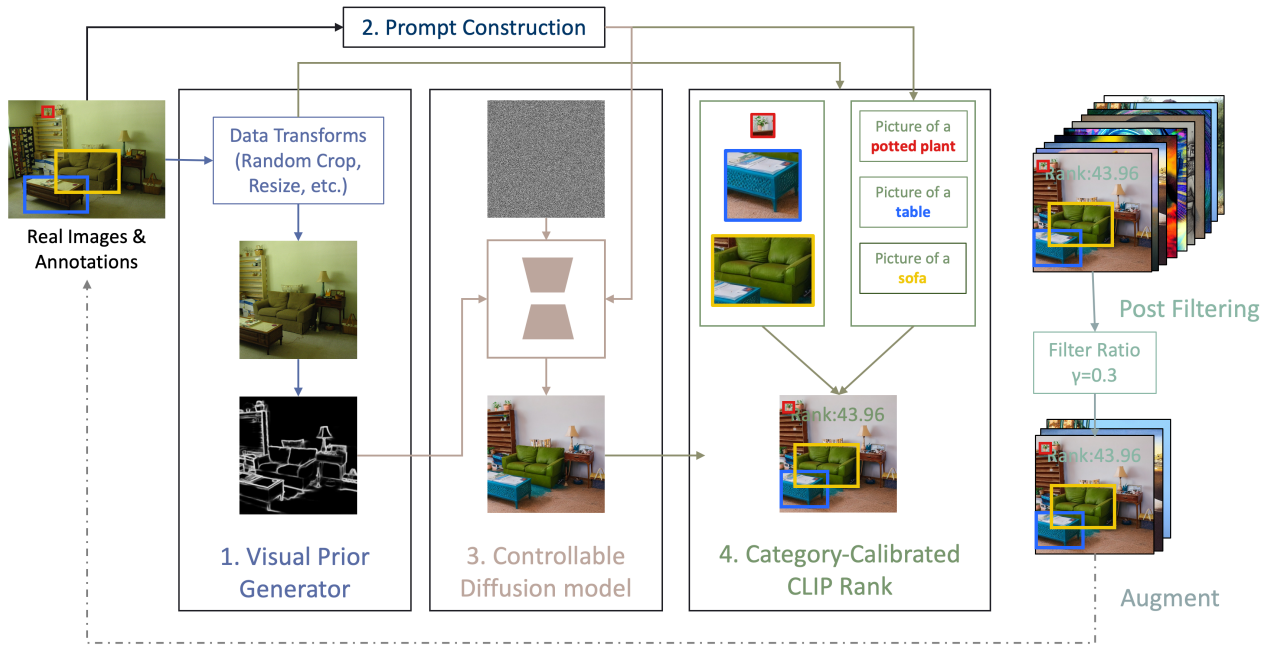 2. Prompt Construction
Real Images &
Annotations
Data Transforms
(Random Crop,
Resize, etc.)
1. Visual Prior
Generator
3. Controllable
Diffusion model
Picture of a
potted plant
Picture of a
table
Picture of a
sofa
Rank:43.96
4. Category-Calibrated
CLIP Rank
Rank:43.96
Post Filtering
Filter Ratio
γ=0.3
Rank:43.96
Augment